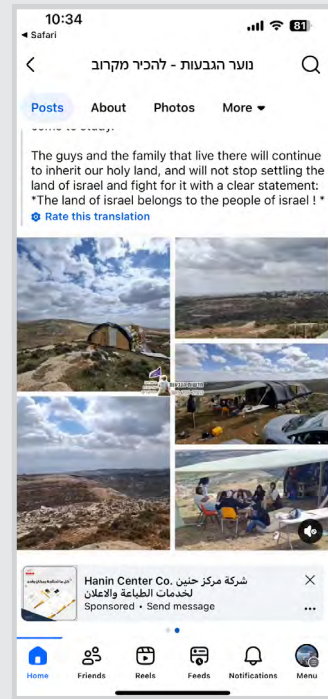 10:34
81
◄ Safari
נוער הגבעות - להכיר מקרוב
Posts
About
Photos
More
come to study.
The guys and the family that live there will continue
to inherit our holy land, and will not stop settling the
land of israel and fight for it with a clear statement:
*The land of israel belongs to the people of israel ! *
Rate this translation
Hanin Center Co. شركة مركز حنين
لخدمات الطباعة والاعلان
Sponsored • Send message
Home
Friends
Reels
Feeds
Notifications
Menu